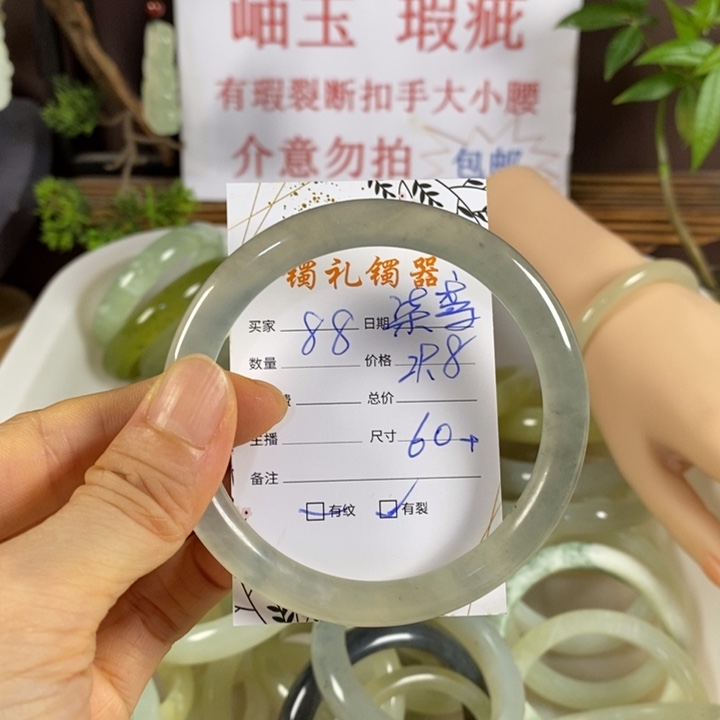 岫玉 瑕疵
有瑕裂断扣手大小腰
介意勿拍 包邮
镯礼镯器
买家 88 日期
数量 价格
总价
主播 尺寸 60+
备注
有纹 有裂